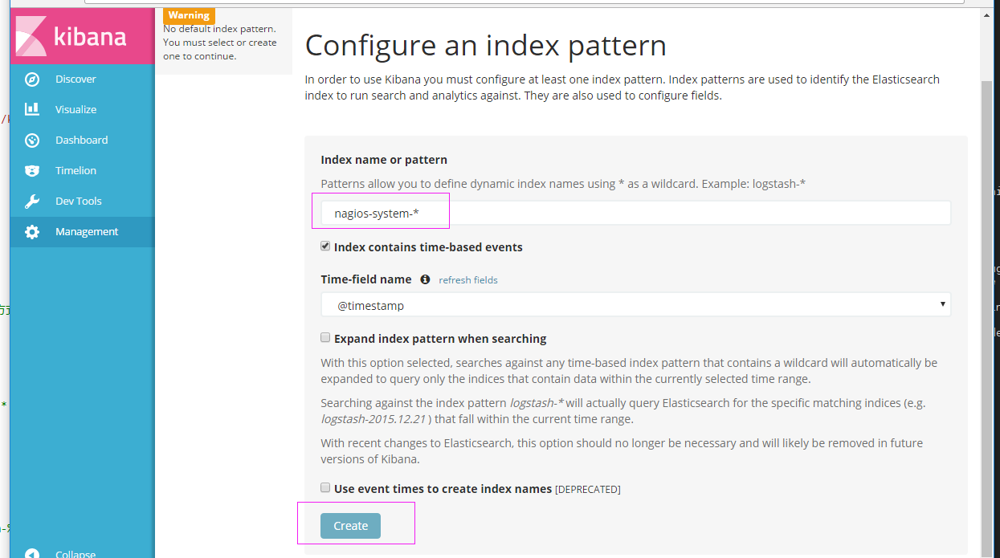 kibana
Discover
Visualize
Dashboard
Timelion
Dev Tools
Management
Collapse
Warning
No default index pattern.
You must select or create
one to continue.
Configure an index pattern
In order to use Kibana you must configure at least one index pattern. Index patterns are used to identify the Elasticsearch
index to run search and analytics against. They are also used to configure fields.
Index name or pattern
Patterns allow you to define dynamic index names using * as a wildcard. Example: logstash-*
nagios-system-*
Index contains time-based events
Time-field name refresh fields
@timestamp
Expand index pattern when searching
With this option selected, searches against any time-based index pattern that contains a wildcard will automatically be
expanded to query only the indices that contain data within the currently selected time range.
Searching against the index pattern logstash-* will actually query Elasticsearch for the specific matching indices (e.g.
logstash-2015.12.21 ) that fall within the current time range.
With recent changes to Elasticsearch, this option should no longer be necessary and will likely be removed in future
versions of Kibana.
Use event times to create index names [DEPRECATED]
Create